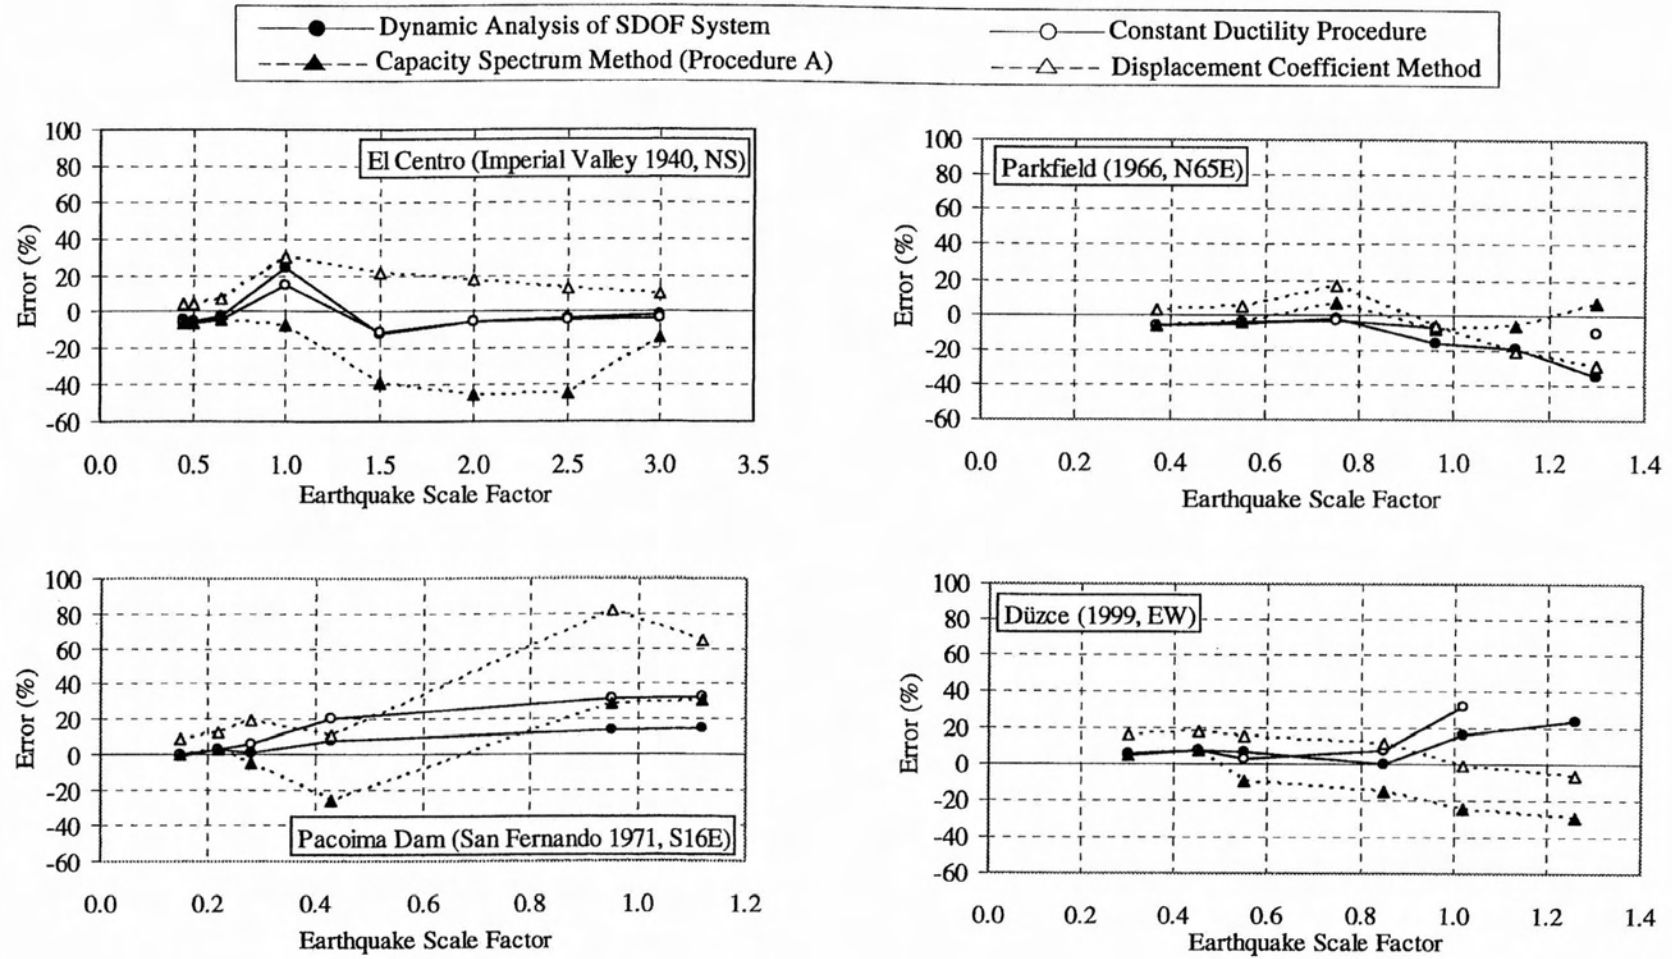 Dynamic Analysis of SDOF System
Constant Ductility Procedure
Capacity Spectrum Method (Procedure A)
Displacement Coefficient Method
El Centro (Imperial Valley 1940, NS)
Error (%)
100
80
60
40
20
0
-20
-40
-60
0.0 0.5 1.0 1.5 2.0 2.5 3.0 3.5
Earthquake Scale Factor
Parkfield (1966, N65E)
Error (%)
100
80
60
40
20
0
-20
-40
-60
0.0 0.2 0.4 0.6 0.8 1.0 1.2 1.4
Earthquake Scale Factor
Pacoima Dam (San Fernando 1971, S16E)
Error (%)
100
80
60
40
20
0
-20
-40
-60
0.0 0.2 0.4 0.6 0.8 1.0 1.2
Earthquake Scale Factor
Düzce (1999, EW)
Error (%)
100
80
60
40
20
0
-20
-40
-60
0.0 0.2 0.4 0.6 0.8 1.0 1.2 1.4
Earthquake Scale Factor